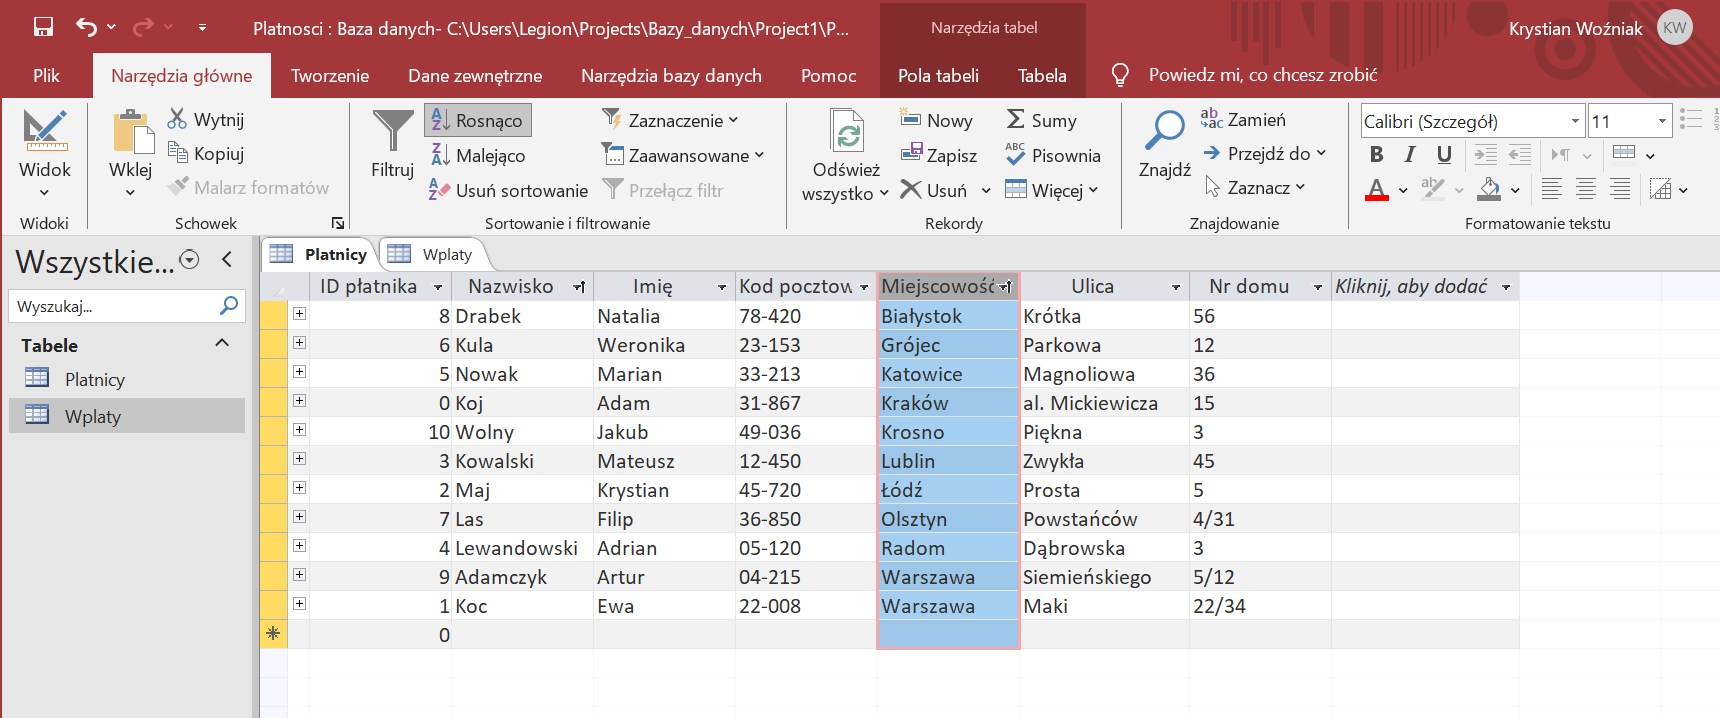 Platnosci : Baza danych- C:\Users\Legion\Projects\Bazy_danych\Project1\P...
Narzędzia tabel
Krystian Woźniak KW
Plik Narzędzia główne Tworzenie Dane zewnętrzne Narzędzia bazy danych Pomoc Pola tabeli Tabela Powiedz mi, co chcesz zrobić
Widok
Widoki
Wklej
Wytnij
Kopiuj
Malarz formatów
Schowek
Filtruj
Rosnąco
Malejąco
Usuń sortowanie
Zaznaczenie
Zaawansowane
Przełącz filtr
Sortowanie i filtrowanie
Odśwież
wszystko
Nowy
Zapisz
Usuń
Sumy
Pisownia
Więcej
Rekordy
Znajdź
Zamień
Przejdź do
Zaznacz
Znajdowanie
Calibri (Szczegół) 11
B I U
Formatowanie tekstu
Wszystkie...
Wyszukaj...
Tabele
Platnicy
Wplaty
Platnicy Wplaty
ID płatnika Nazwisko Imię Kod pocztow Miejscowość Ulica Nr domu Kliknij, aby dodać
8 Drabek Natalia 78-420 Białystok Krótka 56
6 Kula Weronika 23-153 Grójec Parkowa 12
5 Nowak Marian 33-213 Katowice Magnoliowa 36
0 Koj Adam 31-867 Kraków al. Mickiewicza 15
10 Wolny Jakub 49-036 Krosno Piękna 3
3 Kowalski Mateusz 12-450 Lublin Zwykła 45
2 Maj Krystian 45-720 Łódź Prosta 5
7 Las Filip 36-850 Olsztyn Powstańców 4/31
4 Lewandowski Adrian 05-120 Radom Dąbrowska 3
9 Adamczyk Artur 04-215 Warszawa Siemieńskiego 5/12
1 Koc Ewa 22-008 Warszawa Maki 22/34
0